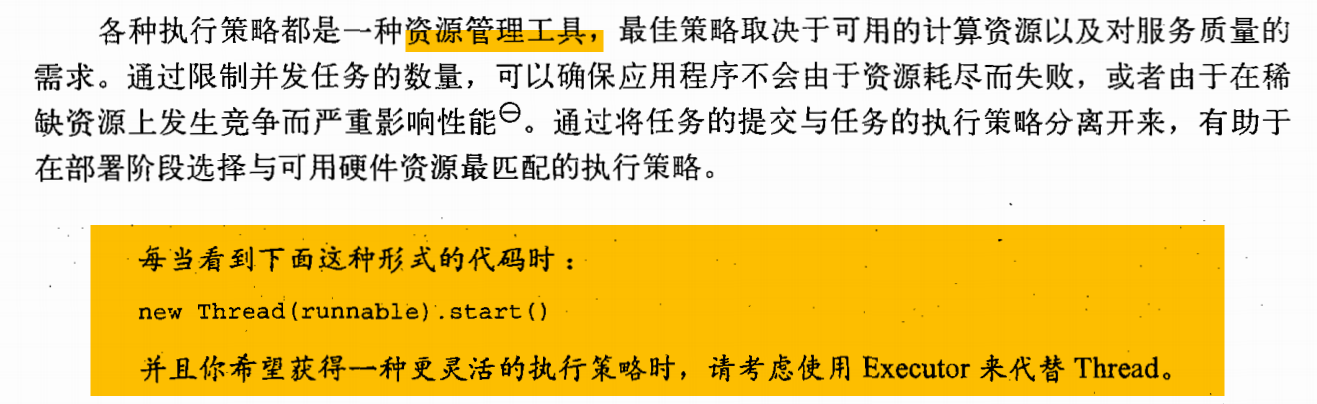 各种执行策略都是一种资源管理工具，最佳策略取决于可用的计算资源以及对服务质量的
需求。通过限制并发任务的数量，可以确保应用程序不会由于资源耗尽而失败，或者由于在稀
缺资源上发生竞争而严重影响性能㊀。通过将任务的提交与任务的执行策略分离开来，有助于
在部署阶段选择与可用硬件资源最匹配的执行策略。
每当看到下面这种形式的代码时：
new Thread(runnable).start()
并且你希望获得一种更灵活的执行策略时，请考虑使用 Executor 来代替 Thread。